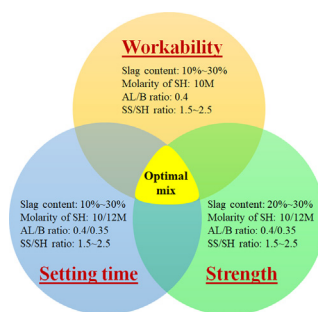 Workability
Slag content: 10%~30%
Molarity of SH: 10M
AL/B ratio: 0.4
SS/SH ratio: 1.5~2.5
Optimal
mix
Slag content: 10%~30%
Molarity of SH: 10/12M
AL/B ratio: 0.4/0.35
SS/SH ratio: 1.5~2.5
Setting time
Slag content: 20%~30%
Molarity of SH: 10/12M
AL/B ratio: 0.4/0.35
SS/SH ratio: 1.5~2.5
Strength